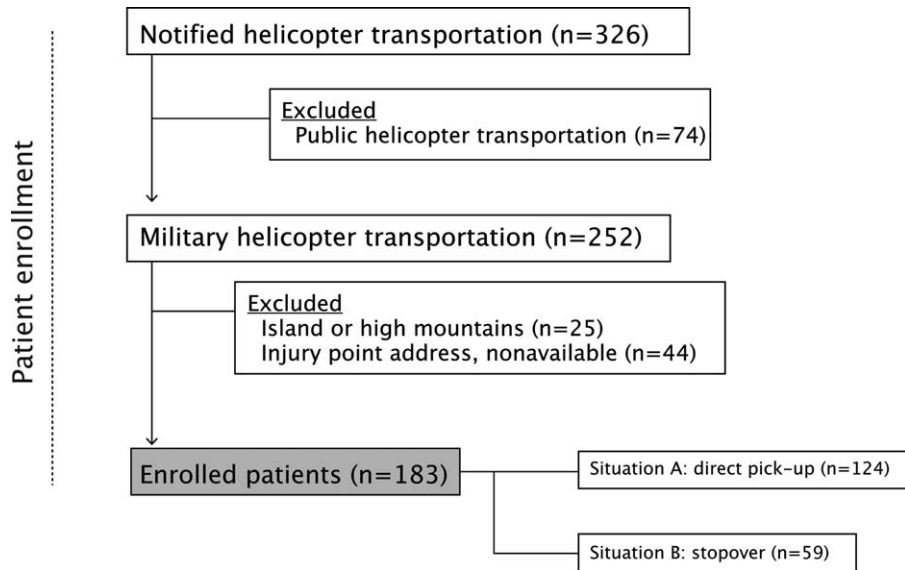 Patient enrollment
Notified helicopter transportation (n=326)
Excluded
Public helicopter transportation (n=74)
Military helicopter transportation (n=252)
Excluded
Island or high mountains (n=25)
Injury point address, nonavailable (n=44)
Enrolled patients (n=183)
Situation A: direct pick-up (n=124)
Situation B: stopover (n=59)